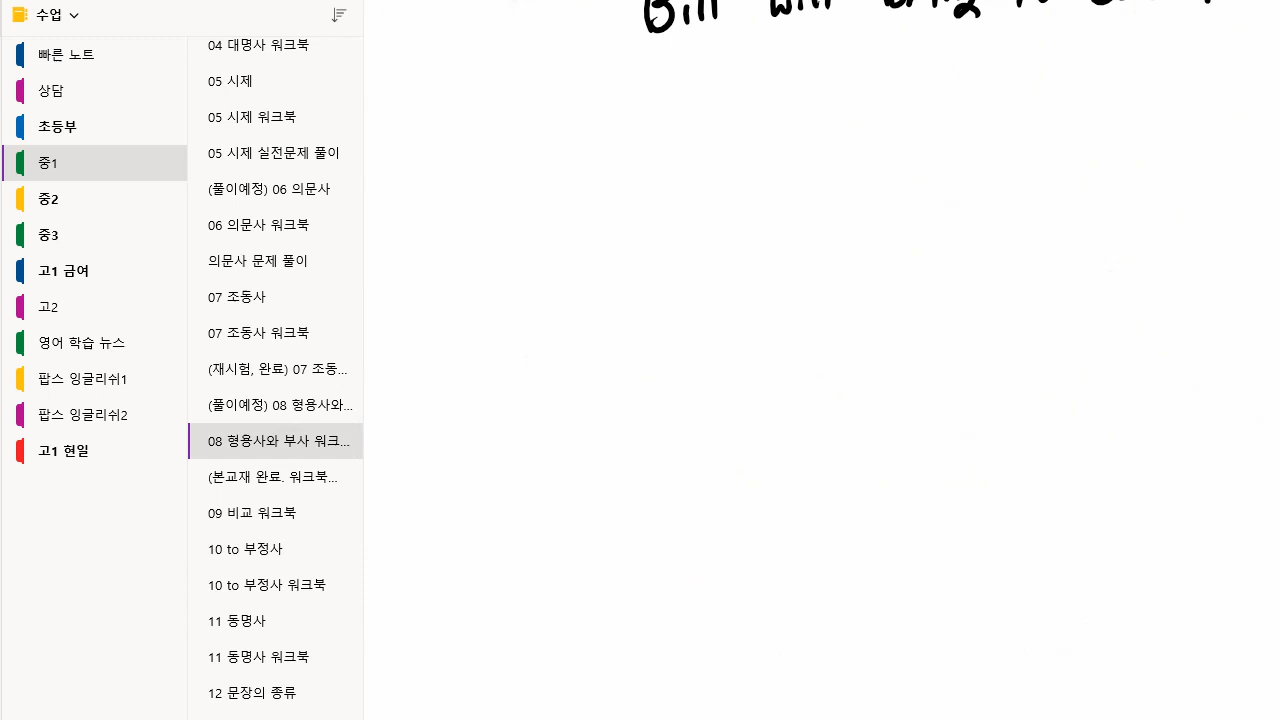 수업
빠른 노트
상담
초등부
중1
중2
중3
고1 금여
고2
영어 학습 뉴스
팝스 잉글리쉬1
팝스 잉글리쉬2
고1 현일
04 대명사 워크북
05 시제
05 시제 워크북
05 시제 실전문제 풀이
(풀이예정) 06 의문사
06 의문사 워크북
의문사 문제 풀이
07 조동사
07 조동사 워크북
(재시험, 완료) 07 조동...
(풀이예정) 08 형용사와...
08 형용사와 부사 워크...
(본교재 완료. 워크북...
09 비교 워크북
10 to 부정사
10 to 부정사 워크북
11 동명사
11 동명사 워크북
12 문장의 종류
Bill will bring